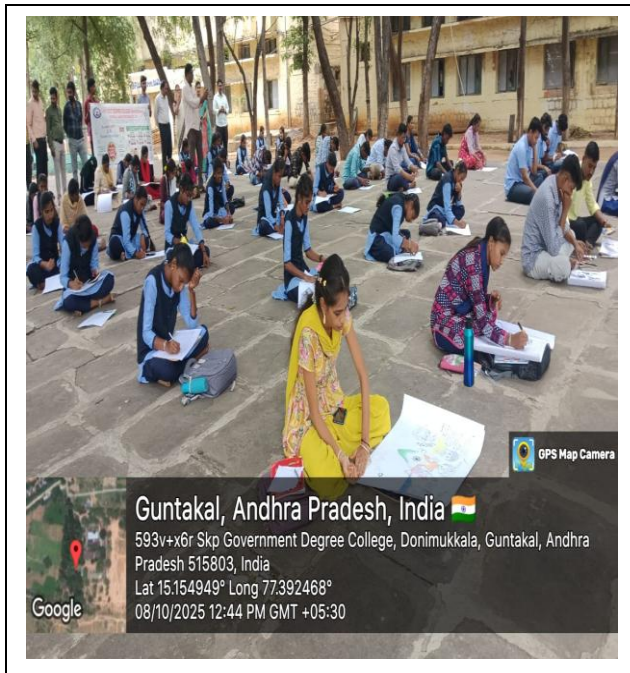 GPS Map Camera
Guntakal, Andhra Pradesh, India
593v+x6r Skp Government Degree College, Donimukkala, Guntakal, Andhra
Pradesh 515803, India
Lat 15.154949° Long 77.392468°
08/10/2025 12:44 PM GMT +05:30
Google